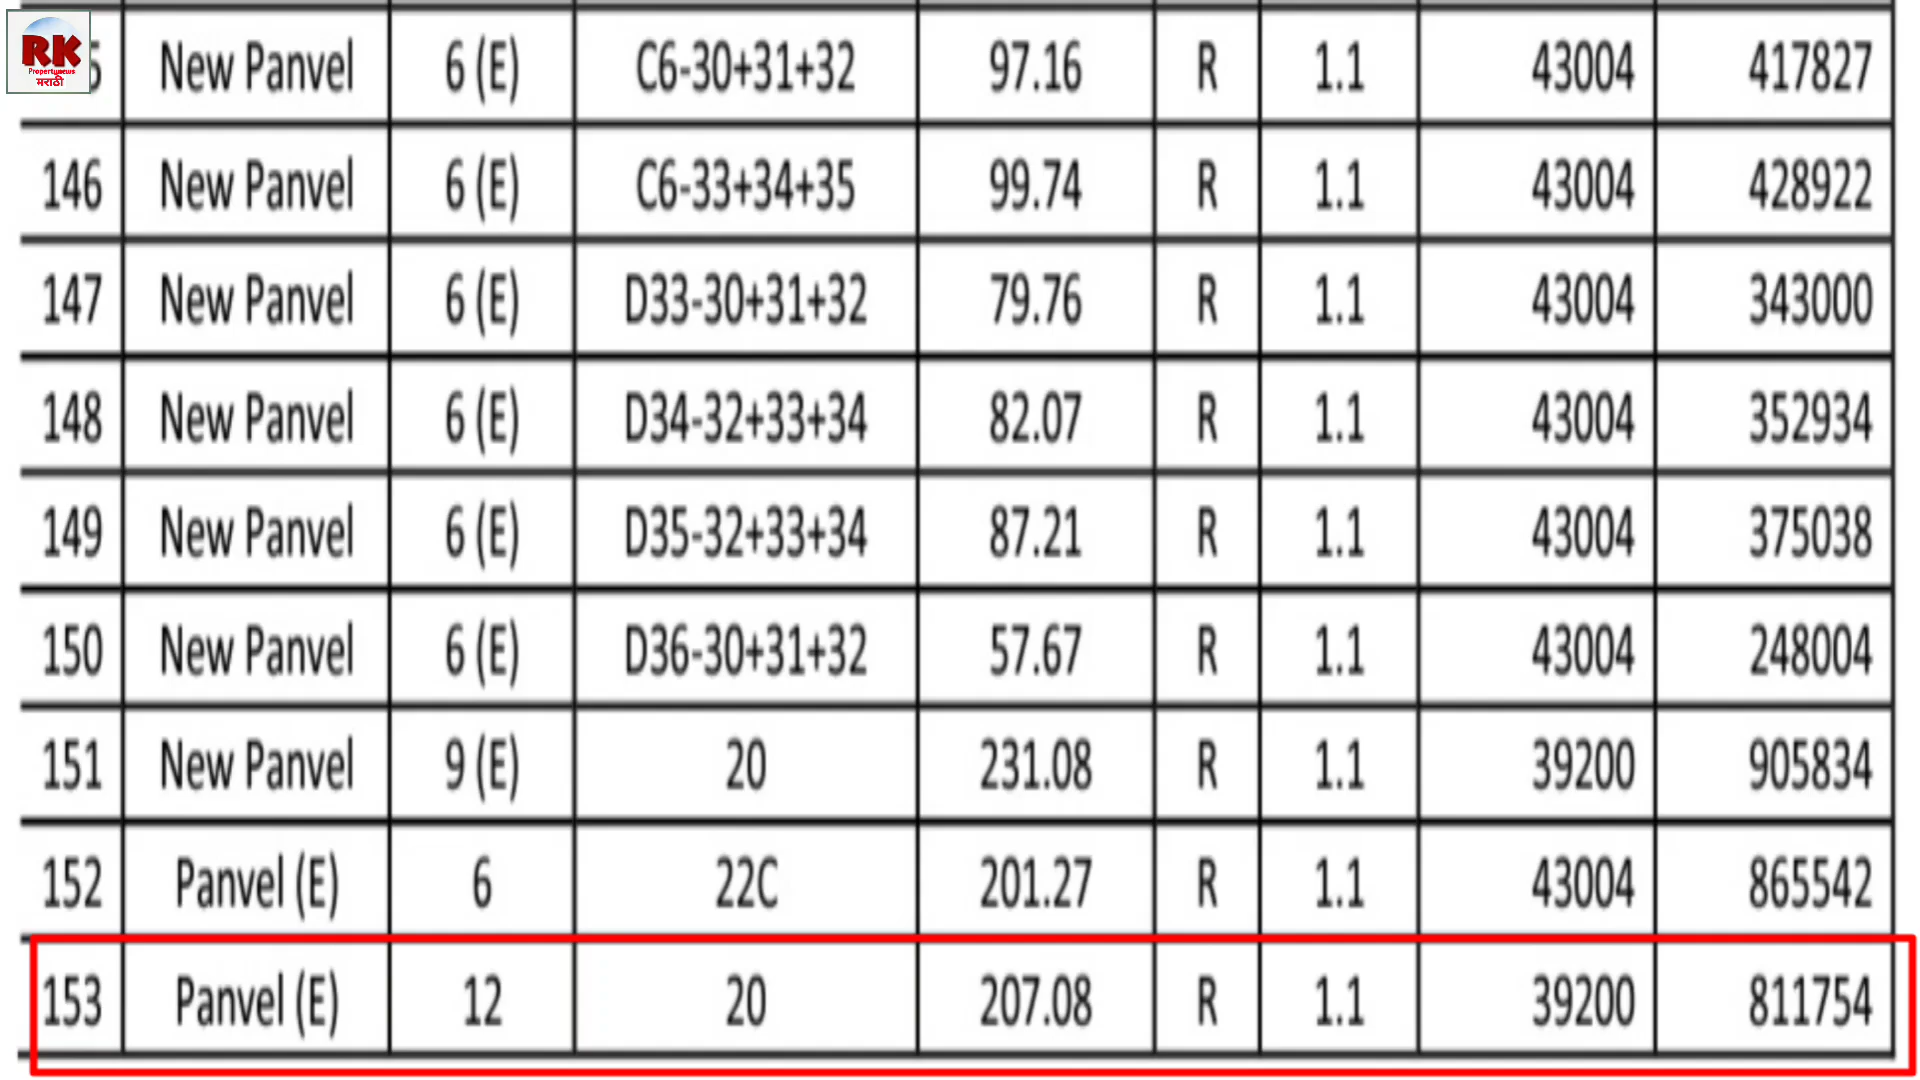 RK
Propertynews
मराठी
5 New Panvel 6 (E) C6-30+31+32 97.16 R 1.1 43004 417827
146 New Panvel 6 (E) C6-33+34+35 99.74 R 1.1 43004 428922
147 New Panvel 6 (E) D33-30+31+32 79.76 R 1.1 43004 343000
148 New Panvel 6 (E) D34-32+33+34 82.07 R 1.1 43004 352934
149 New Panvel 6 (E) D35-32+33+34 87.21 R 1.1 43004 375038
150 New Panvel 6 (E) D36-30+31+32 57.67 R 1.1 43004 248004
151 New Panvel 9 (E) 20 231.08 R 1.1 39200 905834
152 Panvel (E) 6 22C 201.27 R 1.1 43004 865542
153 Panvel (E) 12 20 207.08 R 1.1 39200 811754